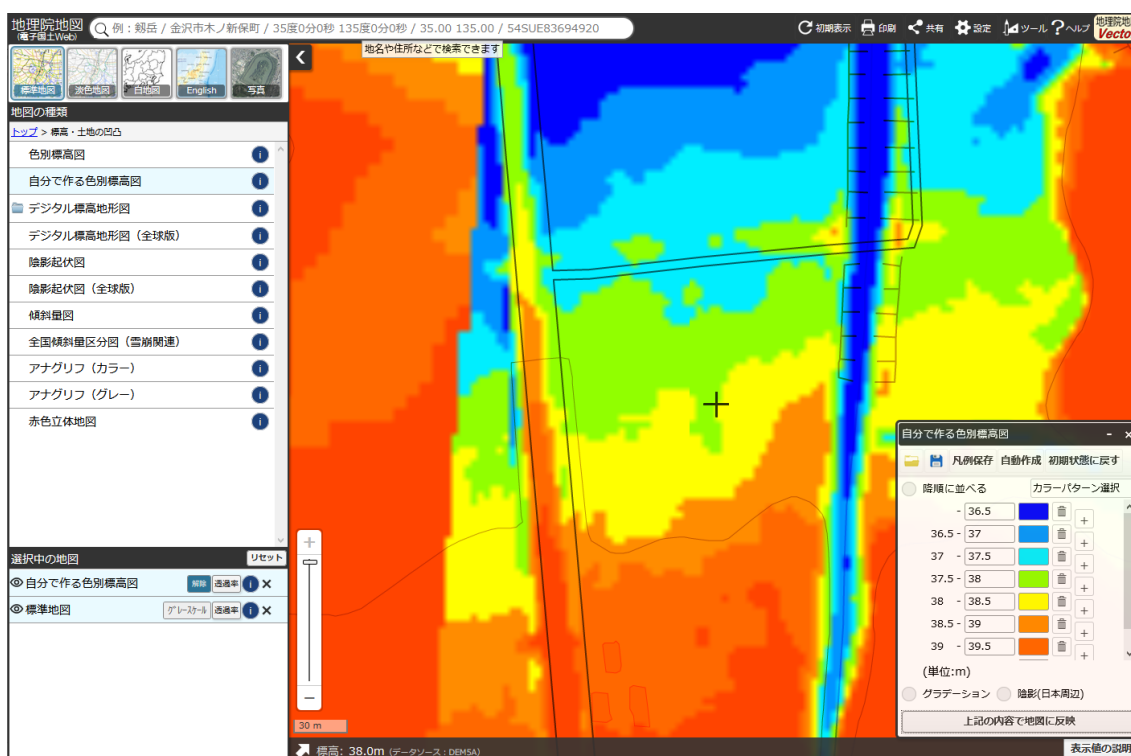 地理院地図
(電子国土Web)
例：剱岳 / 金沢市木ノ新保町 / 35度0分0秒 135度0分0秒 / 35.00 135.00 / 54SUE83694920
地名や住所などで検索できます
初期表示 印刷 共有 設定 ツール ヘルプ
地理院地
Vecto
標準地図 淡色地図 白地図 English 写真
地図の種類
トップ > 標高・土地の凹凸
色別標高図
自分で作る色別標高図
デジタル標高地形図
デジタル標高地形図（全球版）
陰影起伏図
陰影起伏図（全球版）
傾斜量図
全国傾斜量区分図（雪崩関連）
アナグリフ（カラー）
アナグリフ（グレー）
赤色立体地図
選択中の地図 リセット
自分で作る色別標高図 解除 透過率
標準地図 グレースケール 透過率
30 m
標高: 38.0m (データソース：DEM5A)
自分で作る色別標高図
凡例保存 自動作成 初期状態に戻す
降順に並べる カラーパターン選択
- 36.5
36.5 - 37
37 - 37.5
37.5 - 38
38 - 38.5
38.5 - 39
39 - 39.5
(単位:m)
グラデーション 陰影(日本周辺)
上記の内容で地図に反映
表示値の説明